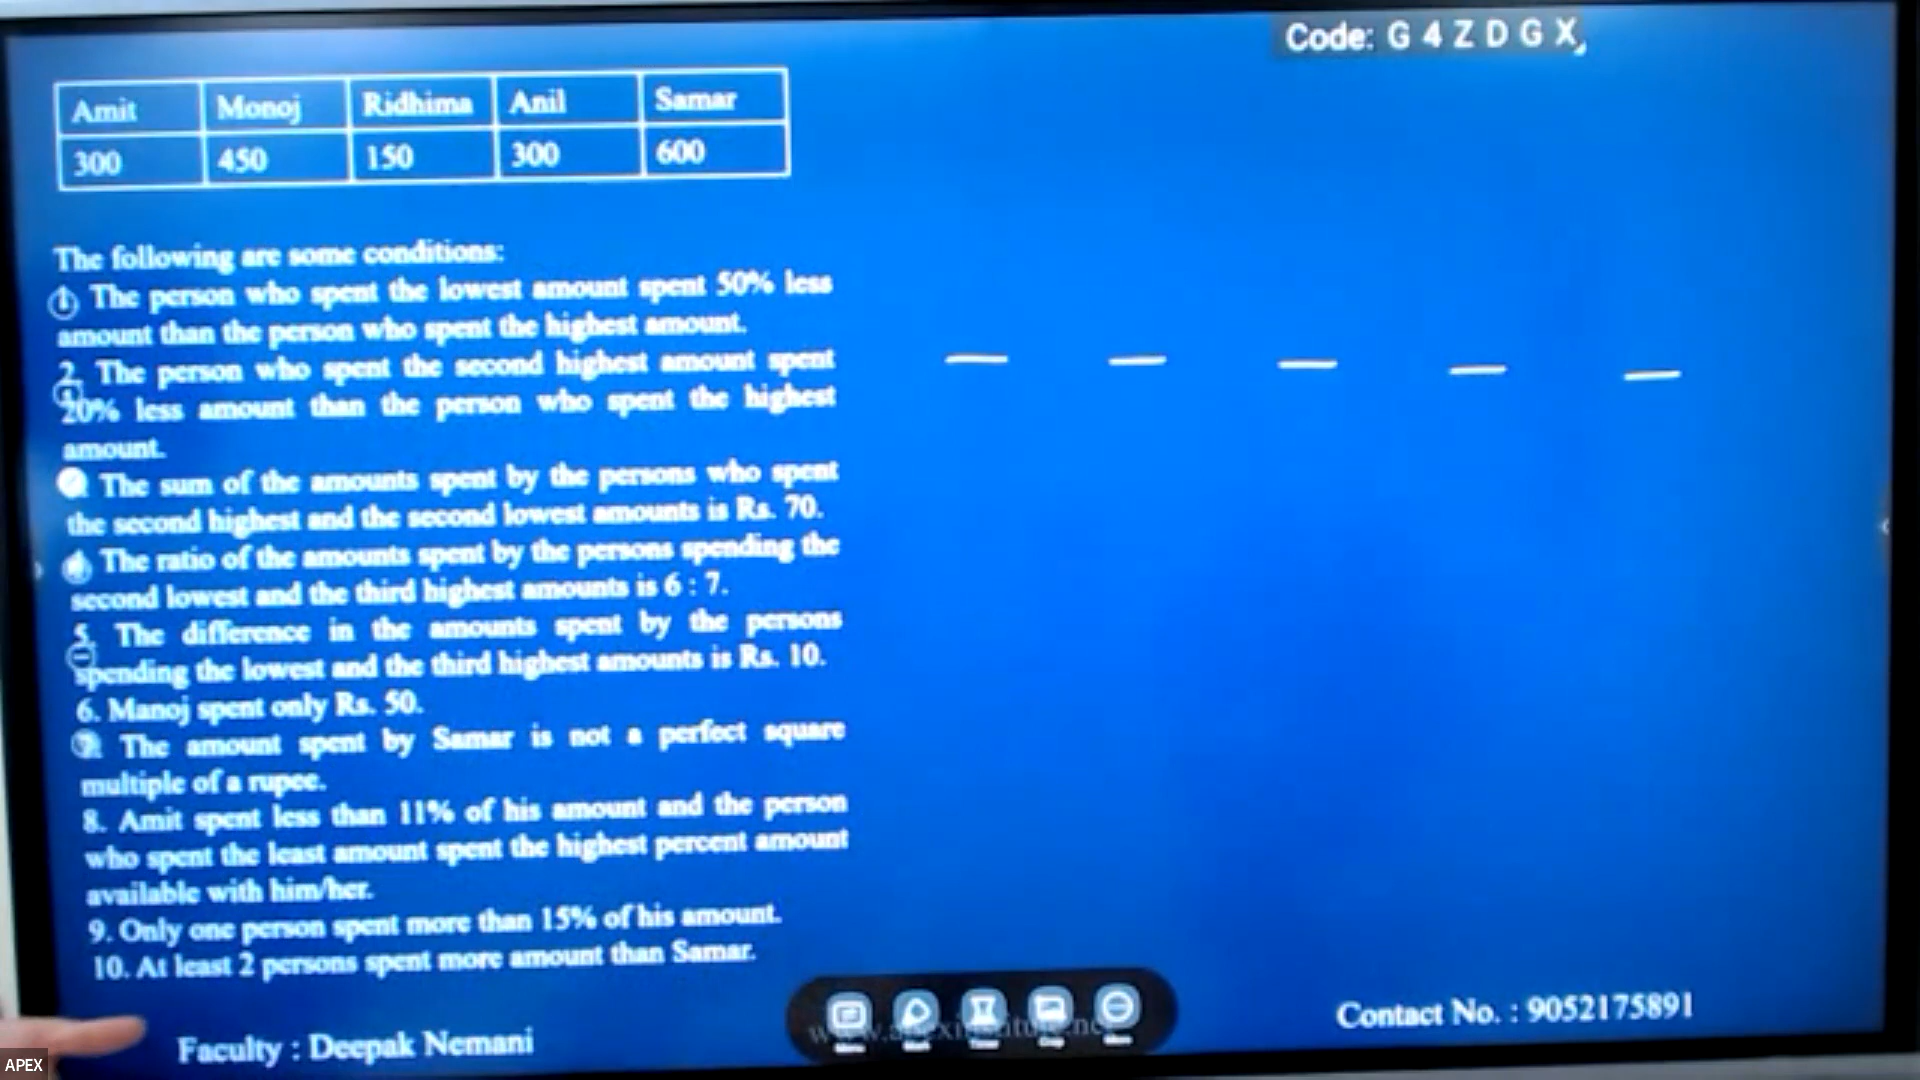 Code: G 4 Z D G X
Amit Monoj Ridhima Anil Samar
300 450 150 300 600
The following are some conditions:
1. The person who spent the lowest amount spent 50% less
amount than the person who spent the highest amount.
2. The person who spent the second highest amount spent
20% less amount than the person who spent the highest
amount.
The sum of the amounts spent by the persons who spent
the second highest and the second lowest amounts is Rs. 70.
4. The ratio of the amounts spent by the persons spending the
second lowest and the third highest amounts is 6 : 7.
5. The difference in the amounts spent by the persons
spending the lowest and the third highest amounts is Rs. 10.
6. Manoj spent only Rs. 50.
7. The amount spent by Samar is not a perfect square
multiple of a rupee.
8. Amit spent less than 11% of his amount and the person
who spent the least amount spent the highest percent amount
available with him/her.
9. Only one person spent more than 15% of his amount.
10. At least 2 persons spent more amount than Samar.
Faculty : Deepak Nemani
Contact No. : 9052175891
APEX